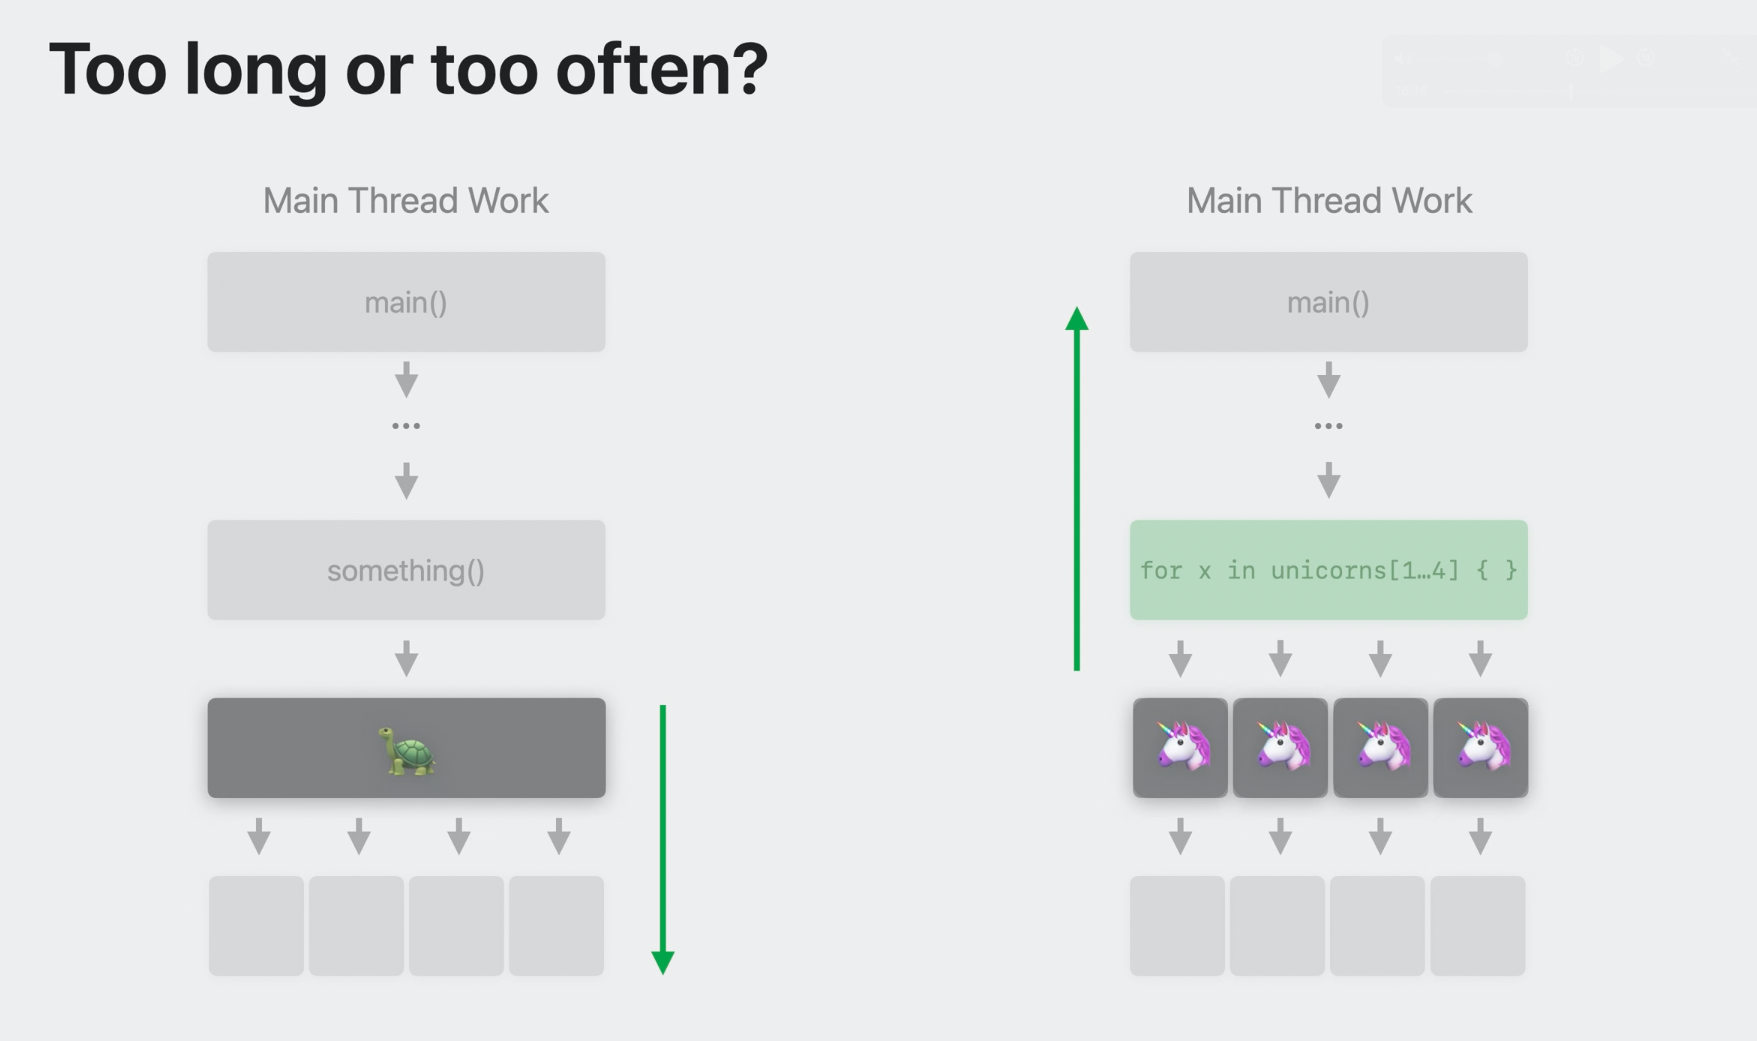 Too long or too often?
Main Thread Work
main()
...
something()
Main Thread Work
main()
...
for x in unicorns[1…4] { }